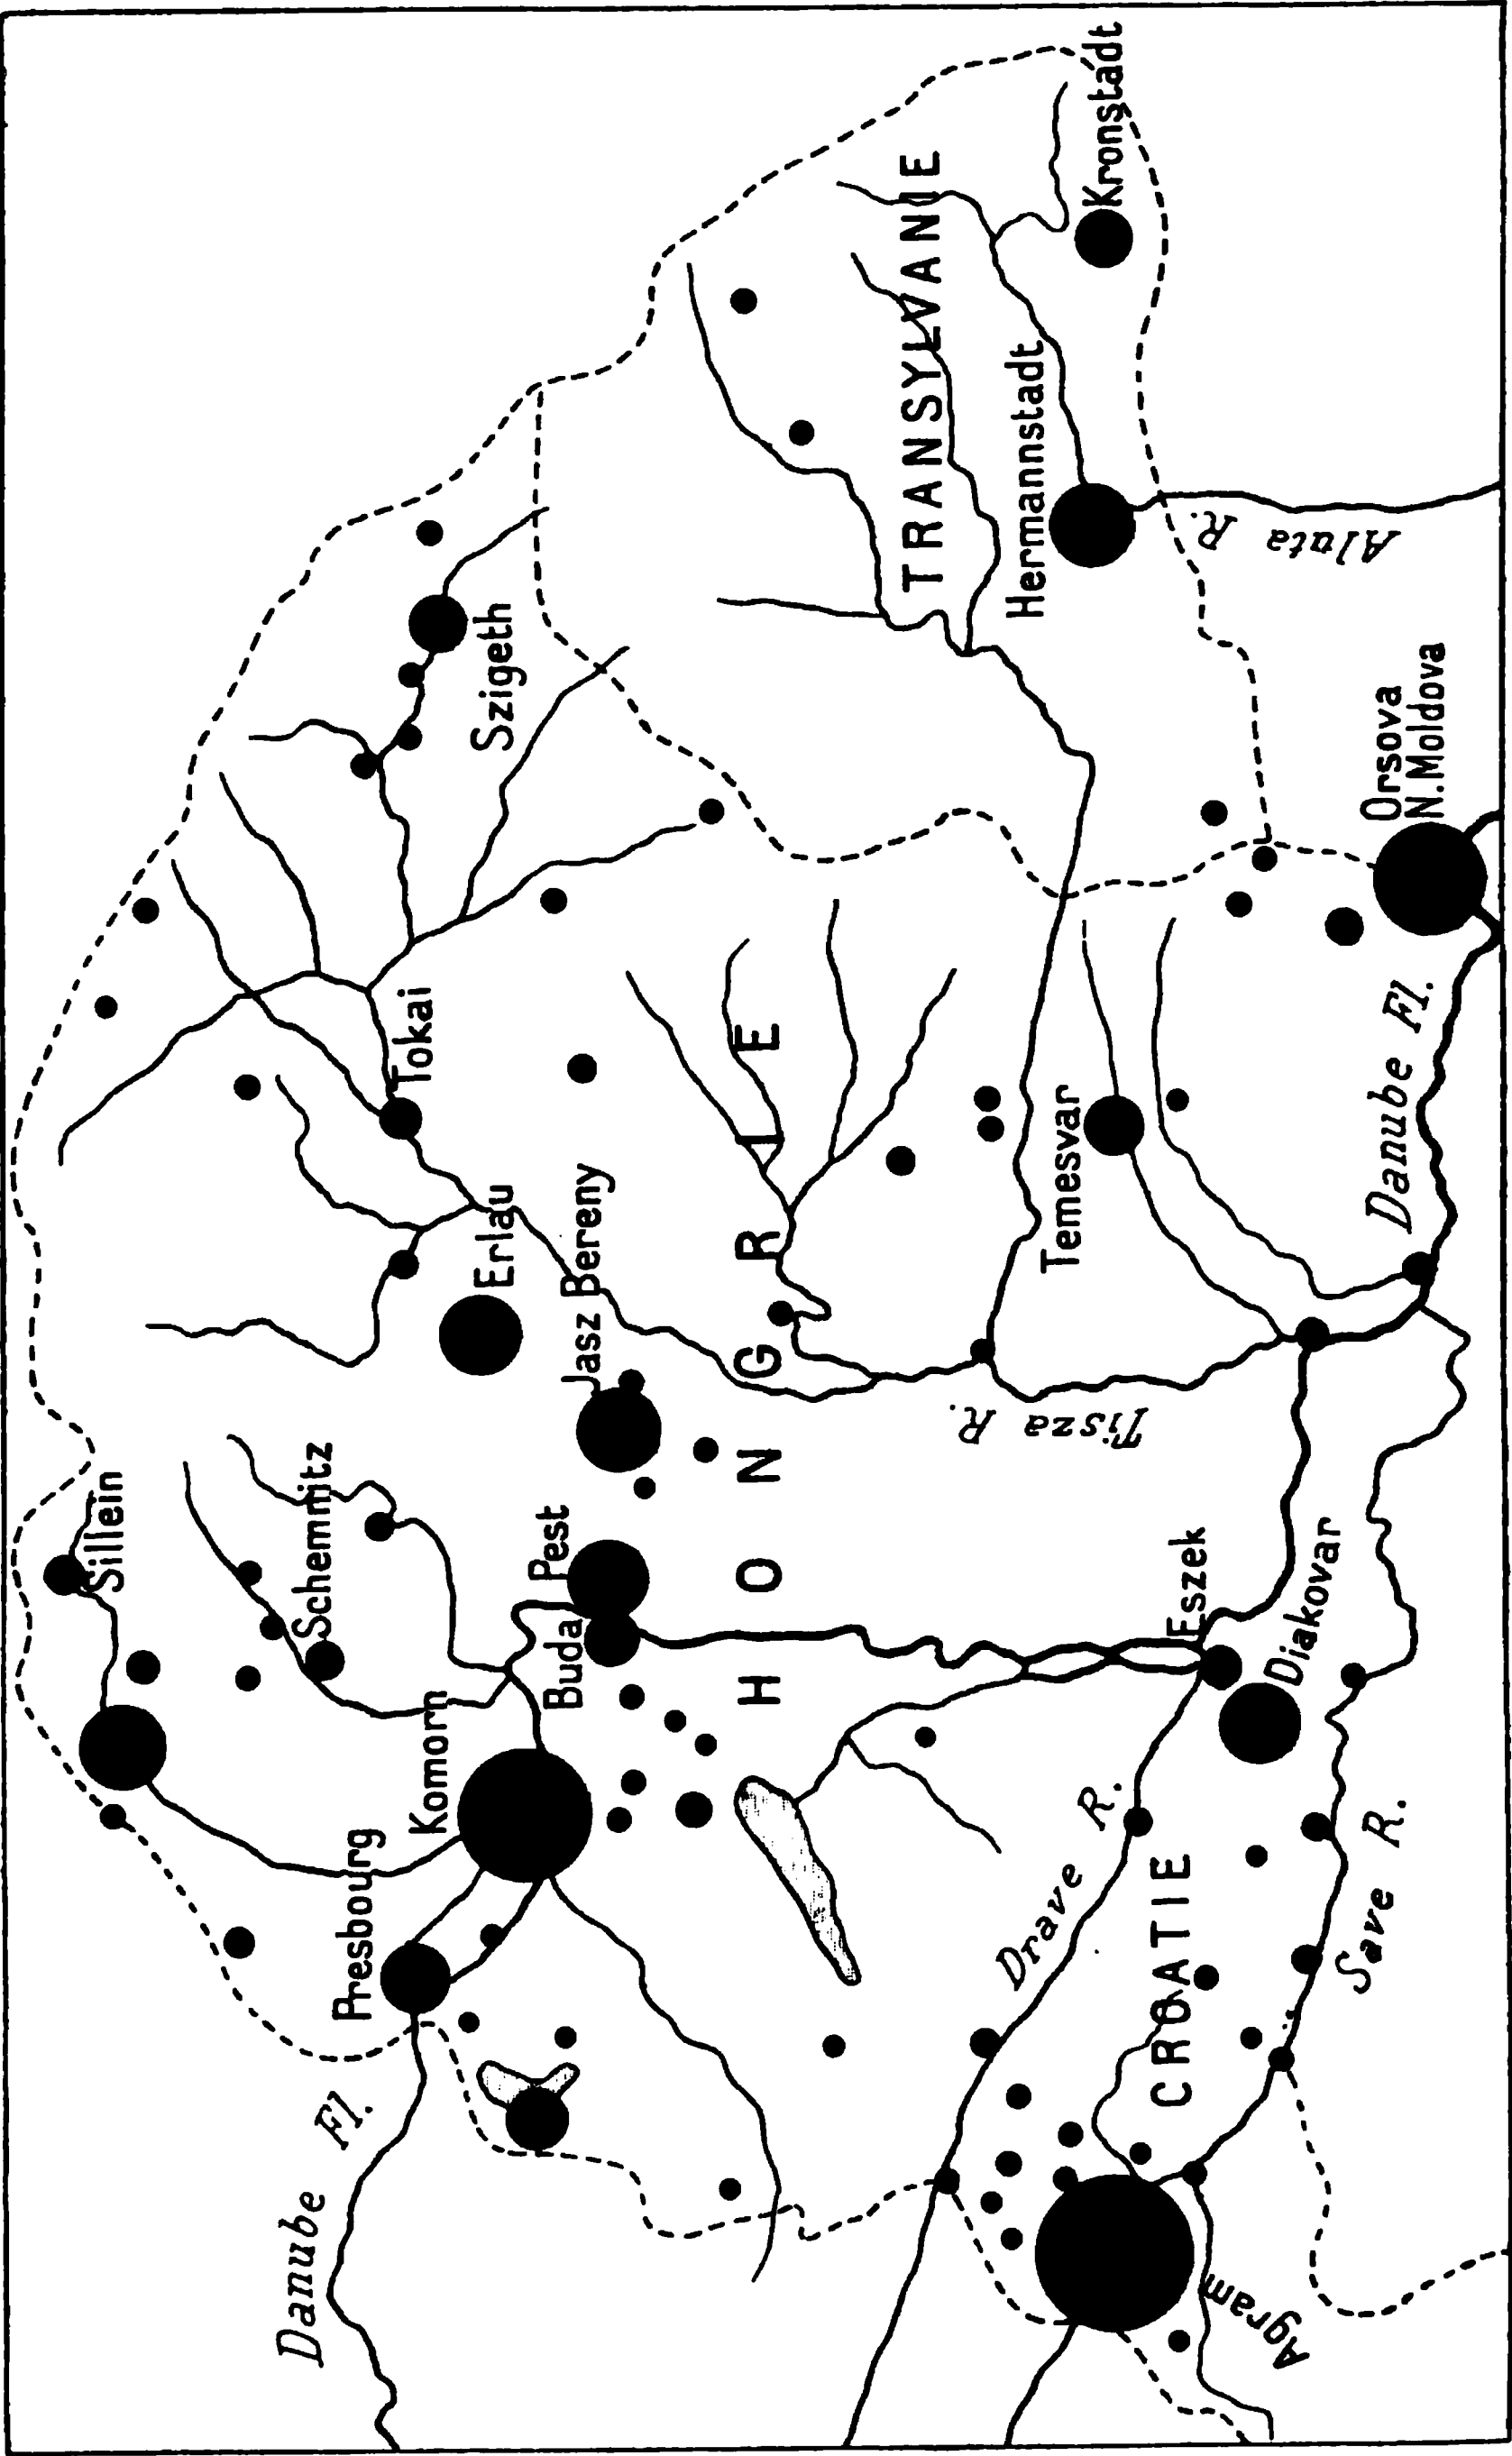 Sillein
Schemnitz
Presbourg
Komorn
Danube Fl.
Buda
Pest
Erlau
Jasz Bereny
Tokai
Szigeth
HONGRIE
TRANSYLVANIE
Hermannstadt
Kronstadt
Aluta R.
Tisza R.
Temesvar
Orsova
N. Moldova
Danube Fl.
Eszek
Diakovar
Drave R.
CROATIE
Save R.
Agram